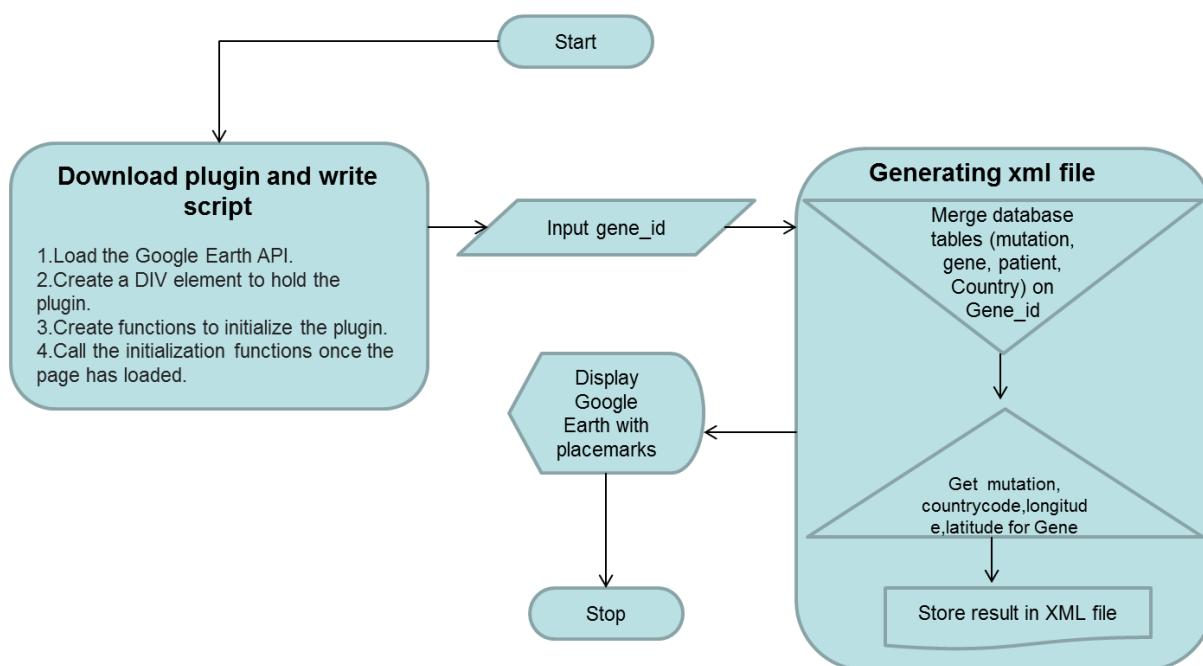 Start
Download plugin and write
script
1.Load the Google Earth API.
2.Create a DIV element to hold the
plugin.
3.Create functions to initialize the plugin.
4.Call the initialization functions once the
page has loaded.
Input gene_id
Generating xml file
Merge database
tables (mutation,
gene, patient,
Country) on
Gene_id
Get mutation,
countrycode,longitud
e,latitude for Gene
Store result in XML file
Display
Google
Earth with
placemarks
Stop